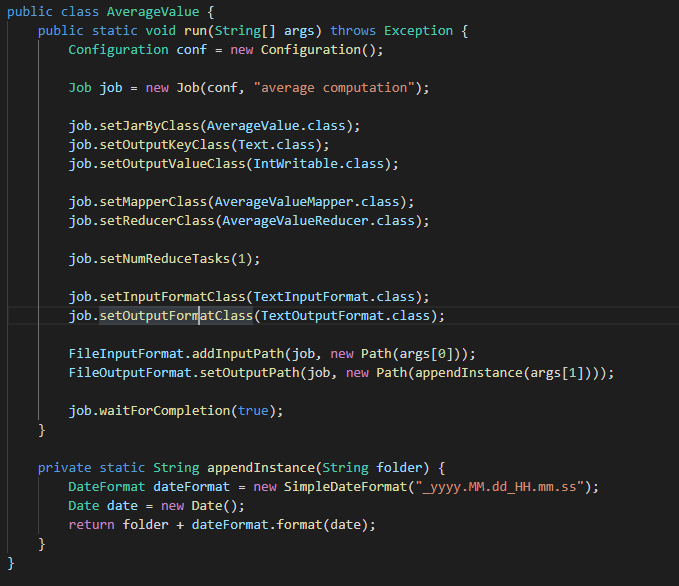 public class AverageValue {
    public static void run(String[] args) throws Exception {
        Configuration conf = new Configuration();

        Job job = new Job(conf, "average computation");

        job.setJarByClass(AverageValue.class);
        job.setOutputKeyClass(Text.class);
        job.setOutputValueClass(IntWritable.class);

        job.setMapperClass(AverageValueMapper.class);
        job.setReducerClass(AverageValueReducer.class);

        job.setNumReduceTasks(1);

        job.setInputFormatClass(TextInputFormat.class);
        job.setOutputFormatClass(TextOutputFormat.class);

        FileInputFormat.addInputPath(job, new Path(args[0]));
        FileOutputFormat.setOutputPath(job, new Path(appendInstance(args[1])));

        job.waitForCompletion(true);
    }

    private static String appendInstance(String folder) {
        DateFormat dateFormat = new SimpleDateFormat("_yyyy.MM.dd_HH.mm.ss");
        Date date = new Date();
        return folder + dateFormat.format(date);
    }
}